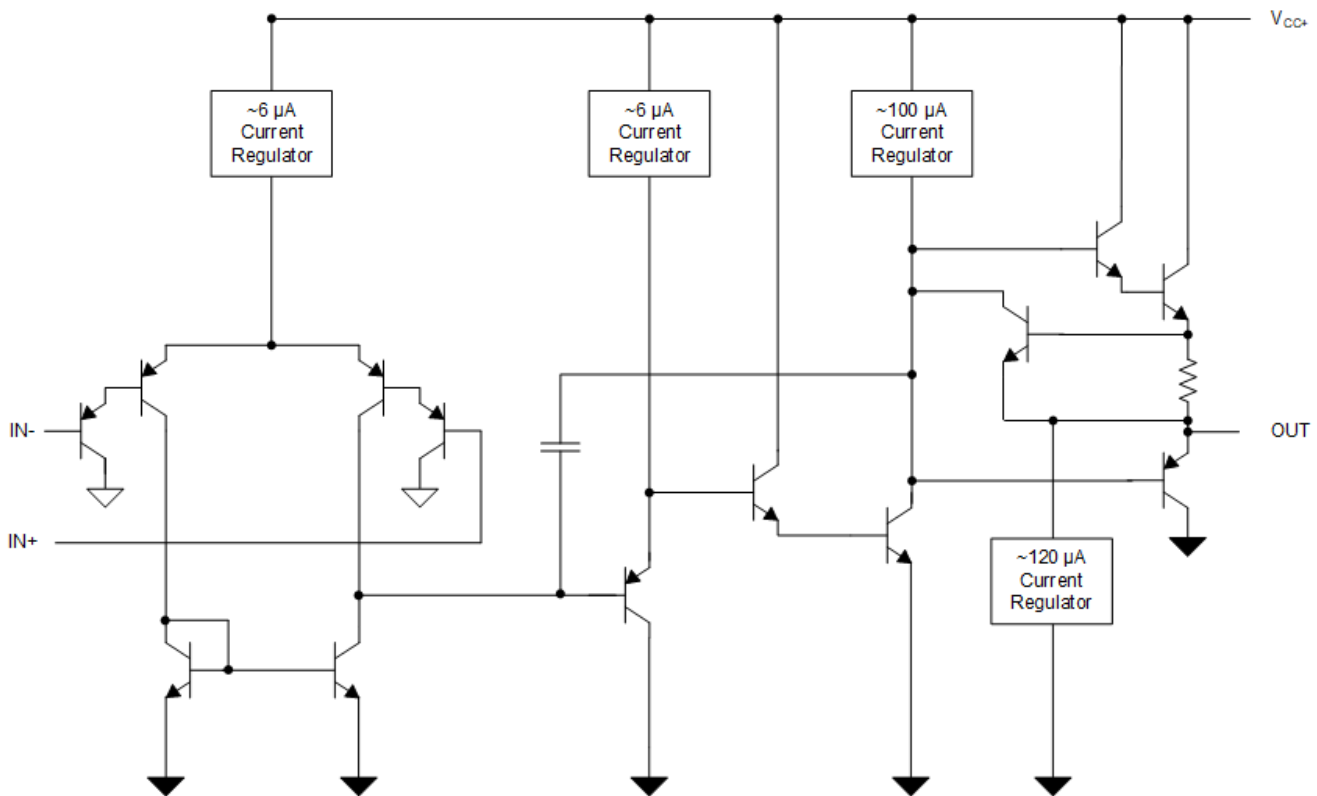 V_CC+
~6 µA
Current
Regulator
~6 µA
Current
Regulator
~100 µA
Current
Regulator
IN-
OUT
IN+
~120 µA
Current
Regulator